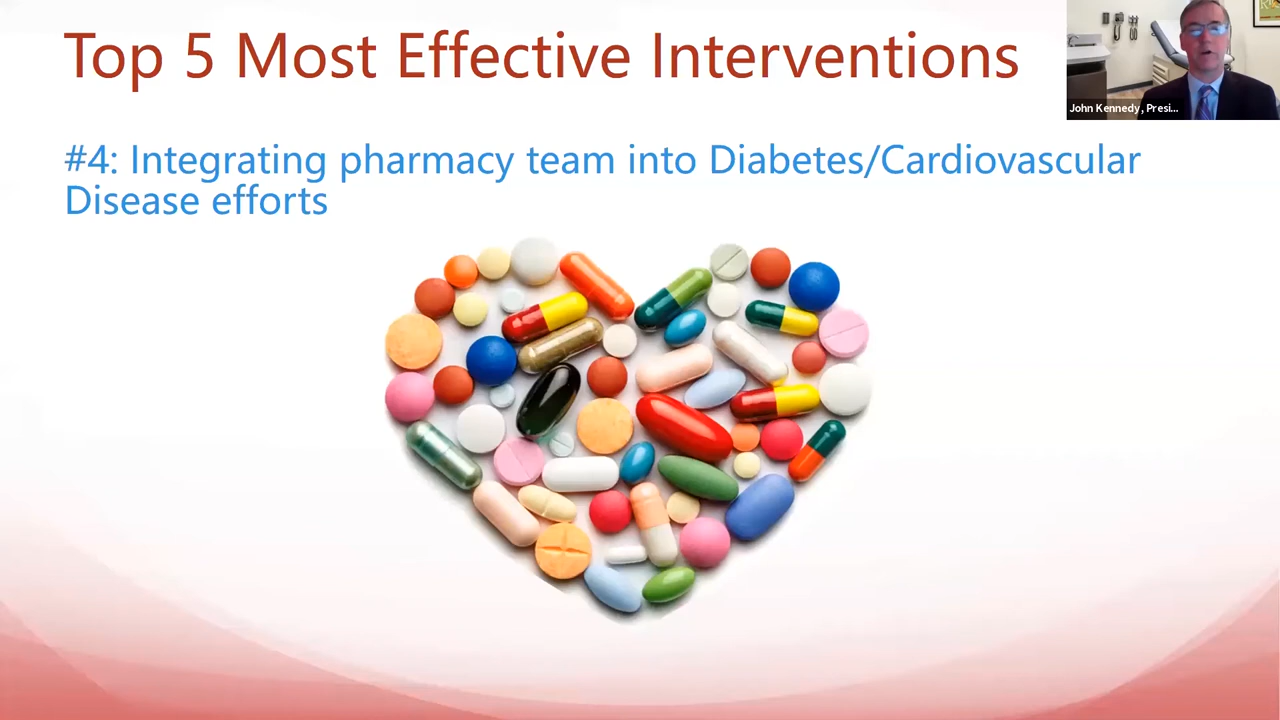 Top 5 Most Effective Interventions
#4: Integrating pharmacy team into Diabetes/Cardiovascular
Disease efforts
John Kennedy, Presi...